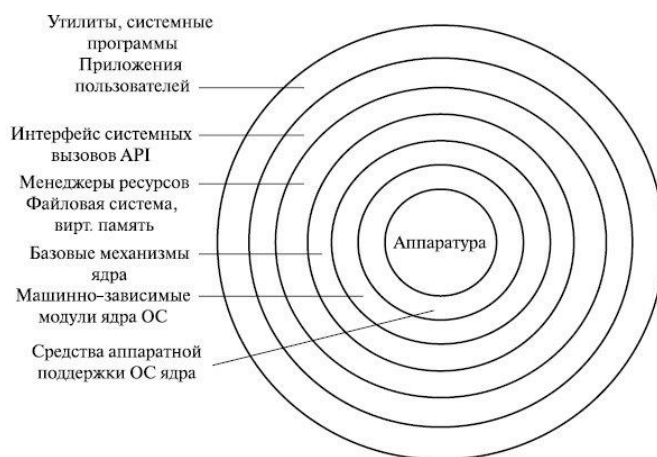 Утилиты, системные
программы
Приложения
пользователей
Интерфейс системных
вызовов API
Менеджеры ресурсов
Файловая система,
вирт. память
Базовые механизмы
ядра
Машинно-зависимые
модули ядра ОС
Средства аппаратной
поддержки ОС ядра
Аппаратура